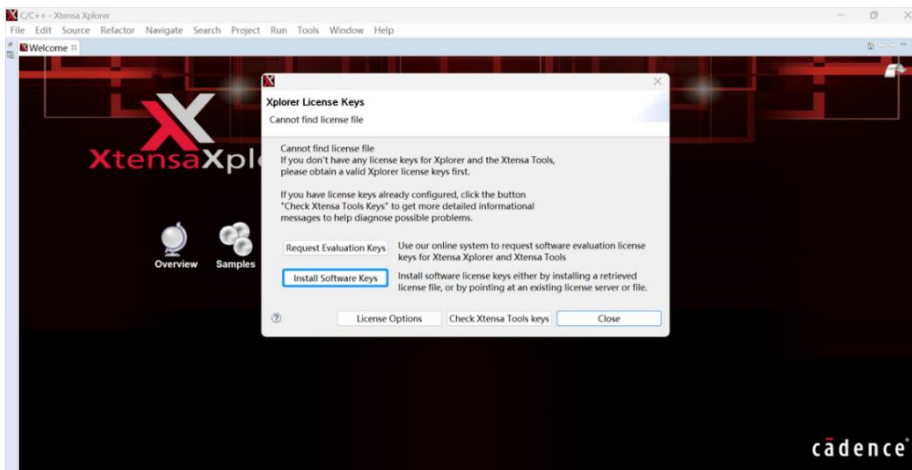 C/C++ - Xtensa Xplorer
File Edit Source Refactor Navigate Search Project Run Tools Window Help
Welcome
Xplorer License Keys
Cannot find license file
XtensaXpl
Cannot find license file
If you don't have any license keys for Xplorer and the Xtensa Tools,
please obtain a valid Xplorer license keys first.
If you have license keys already configured, click the button
"Check Xtensa Tools Keys" to get more detailed informational
messages to help diagnose possible problems.
Overview Samples
Request Evaluation Keys
Use our online system to request software evaluation license
keys for Xtensa Xplorer and Xtensa Tools
Install Software Keys
Install software license keys either by installing a retrieved
license file, or by pointing at an existing license server or file.
License Options Check Xtensa Tools keys Close
cādence